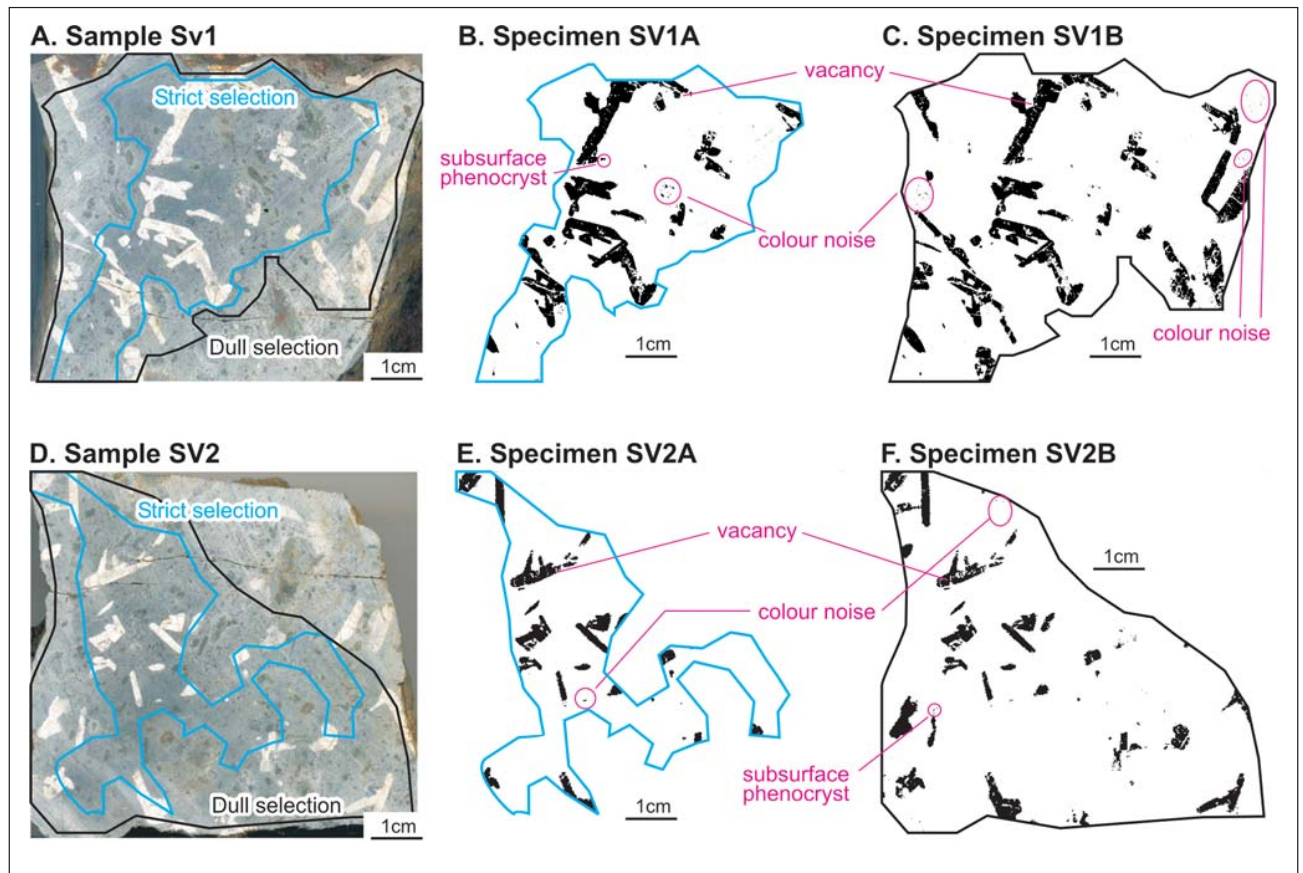 A. Sample Sv1
B. Specimen SV1A
C. Specimen SV1B
Strict selection
vacancy
subsurface
phenocryst
colour noise
Dull selection
1cm
1cm
1cm
colour noise
D. Sample SV2
E. Specimen SV2A
F. Specimen SV2B
Strict selection
vacancy
1cm
colour noise
subsurface
phenocryst
Dull selection
1cm
1cm